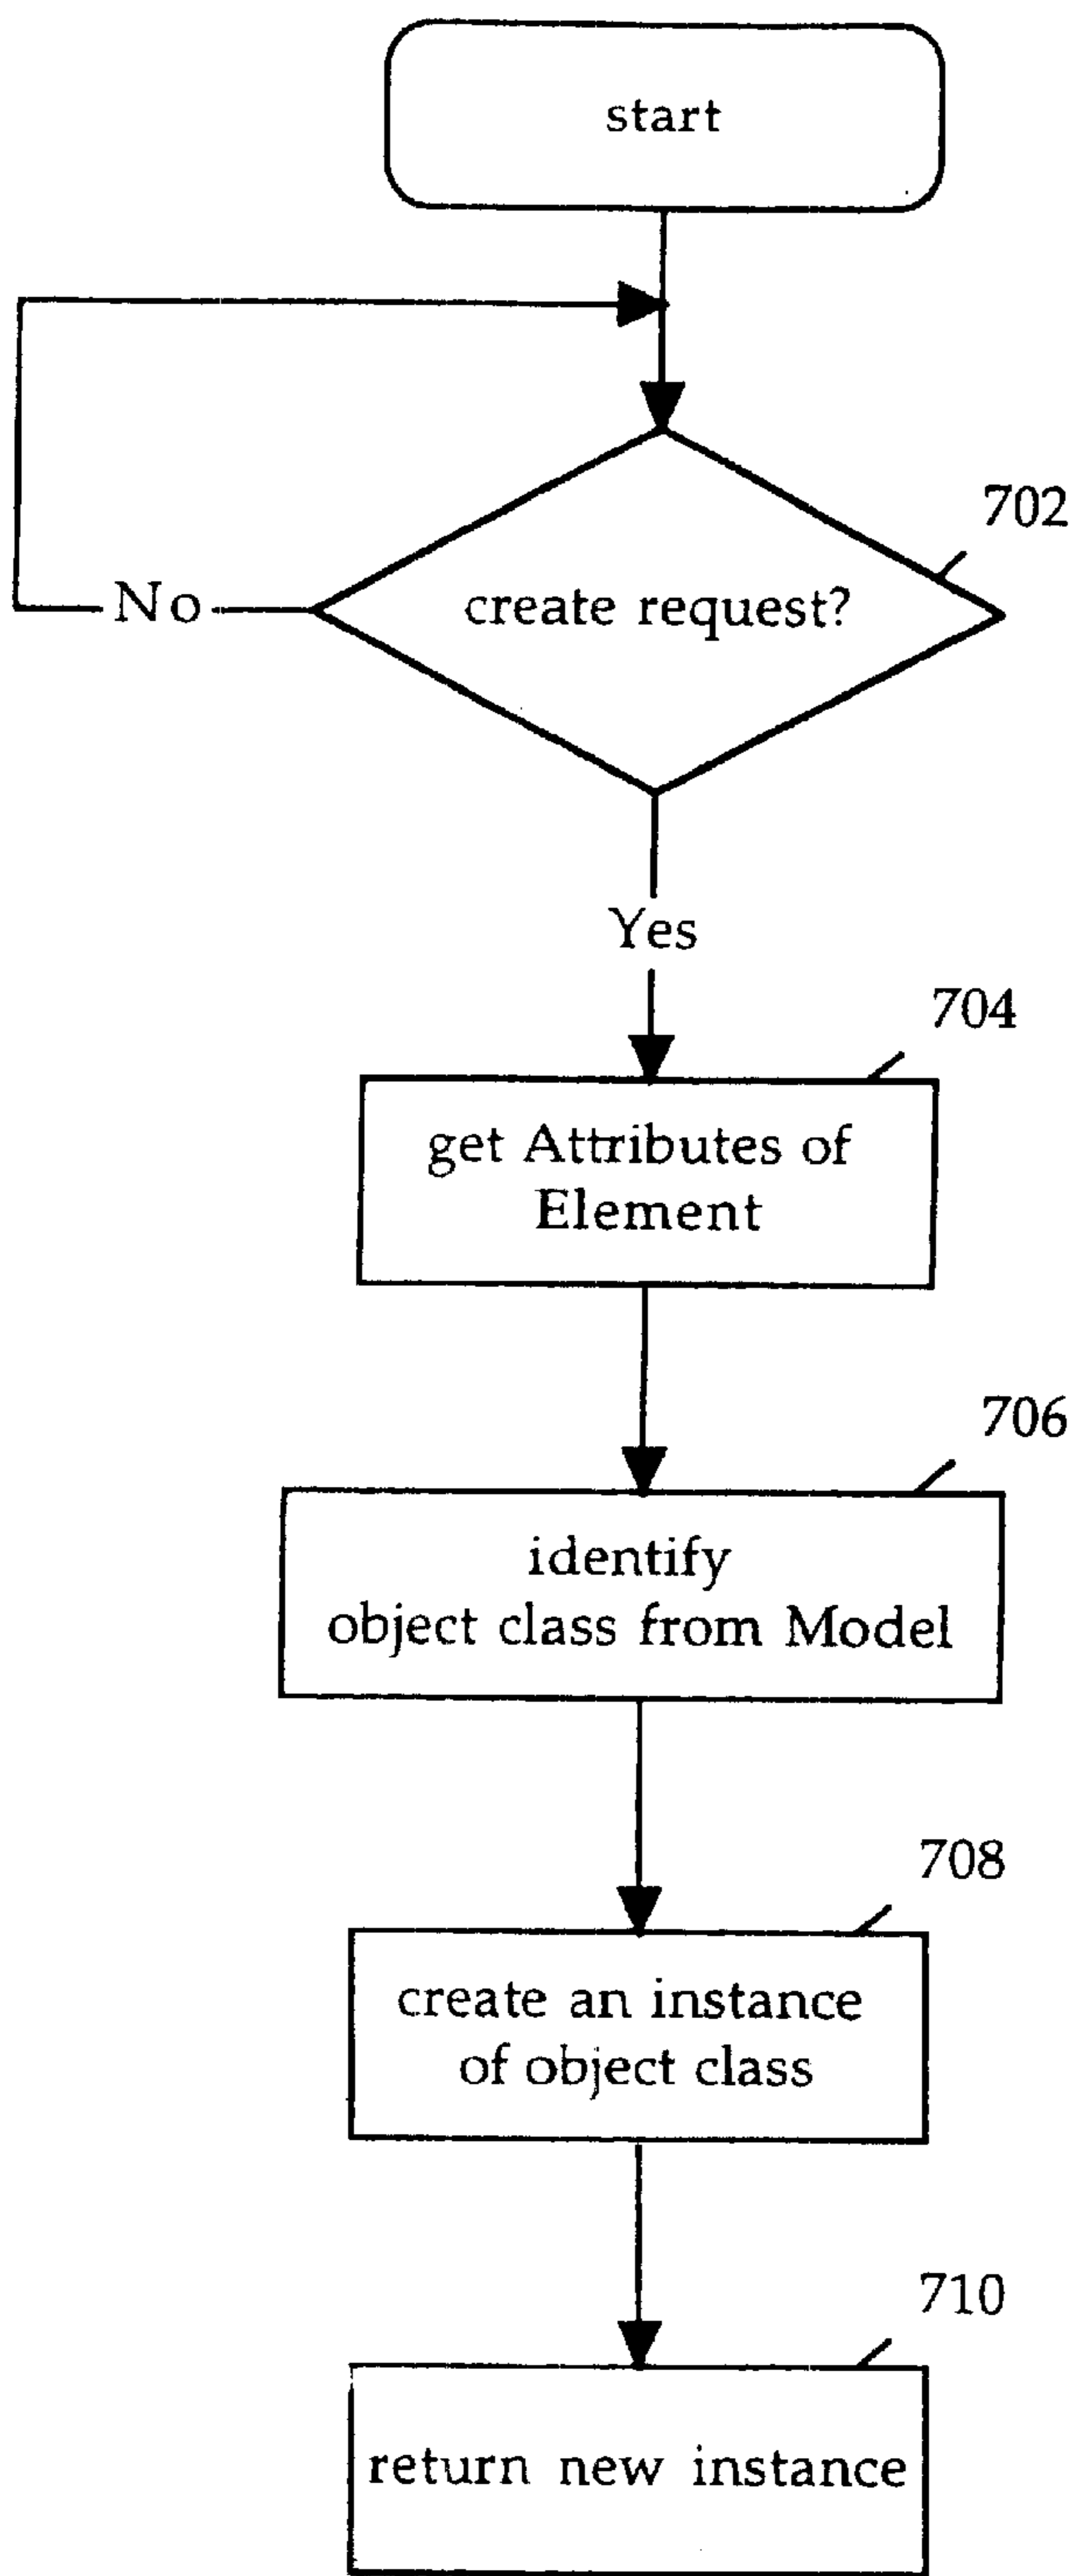 start
702
create request?
No
Yes
704
get Attributes of
Element
706
identify
object class from Model
708
create an instance
of object class
710
return new instance